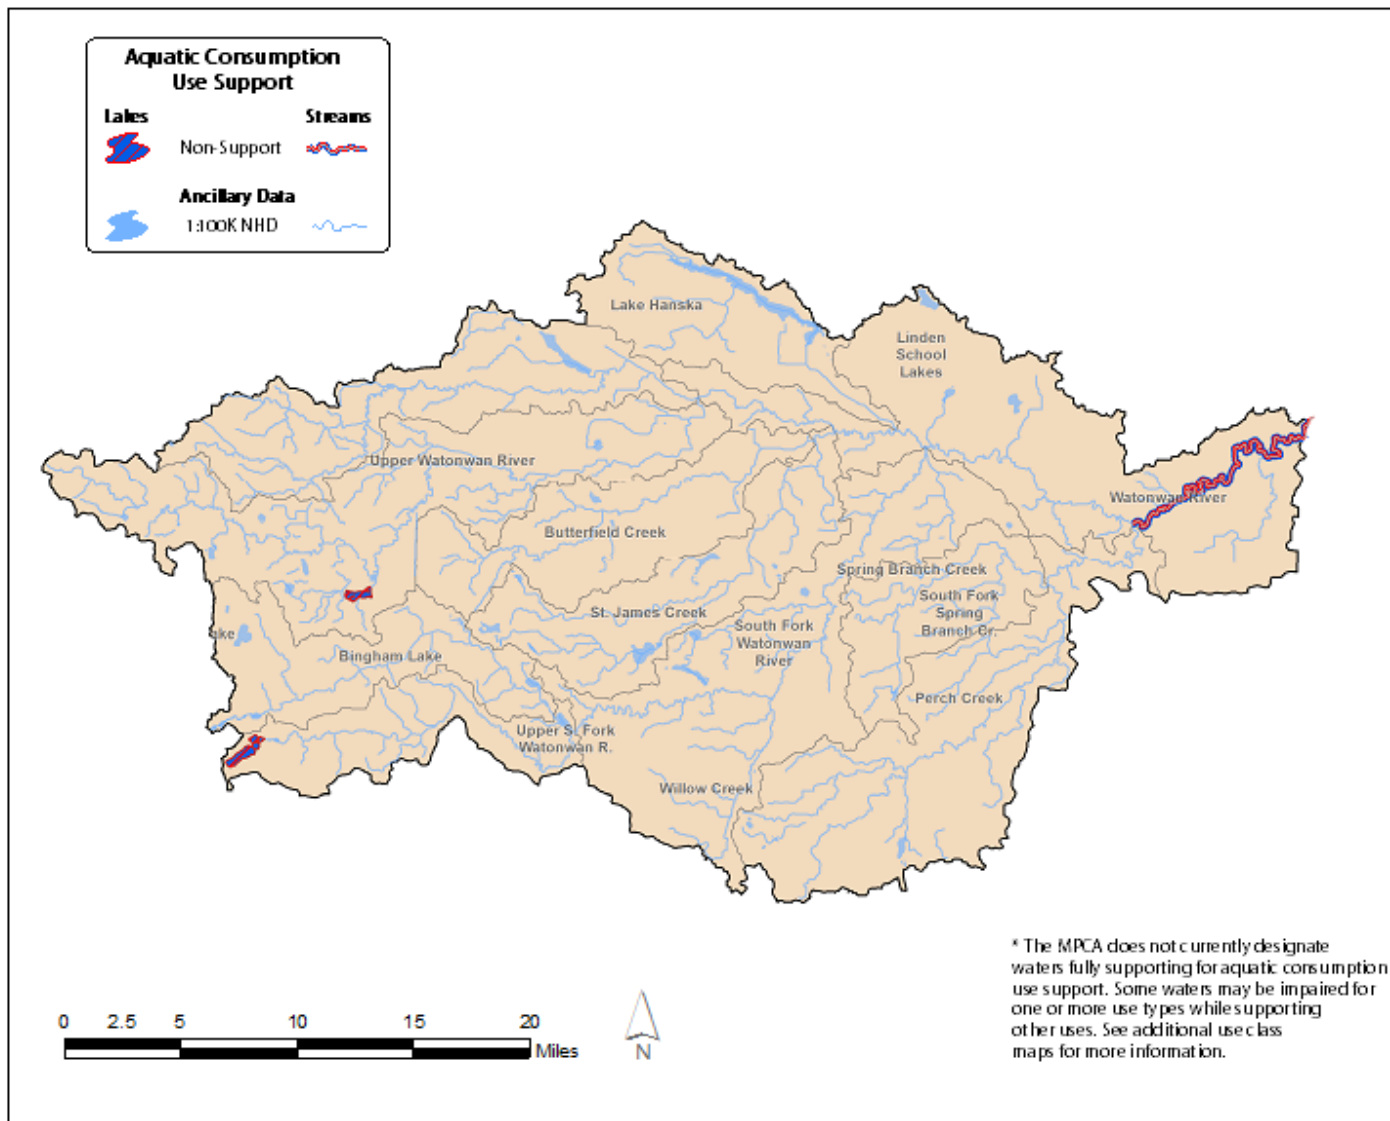 Aquatic Consumption
Use Support
Lakes
Streams
Non-Support
Ancillary Data
1:100K NHD
Lake Hanska
Linden
School
Lakes
Upper Watonwan River
Watonwan River
Butterfield Creek
Spring Branch Creek
South Fork
Spring
Branch Cr.
St. James Creek
South Fork
Watonwan
River
ake
Bingham Lake
Perch Creek
Upper S. Fork
Watonwan R.
Willow Creek
* The MPCA does not currently designate
waters fully supporting for aquatic consumption
use support. Some waters may be impaired for
one or more use types while supporting
other uses. See additional use class
maps for more information.
0 2.5 5 10 15 20
Miles
N